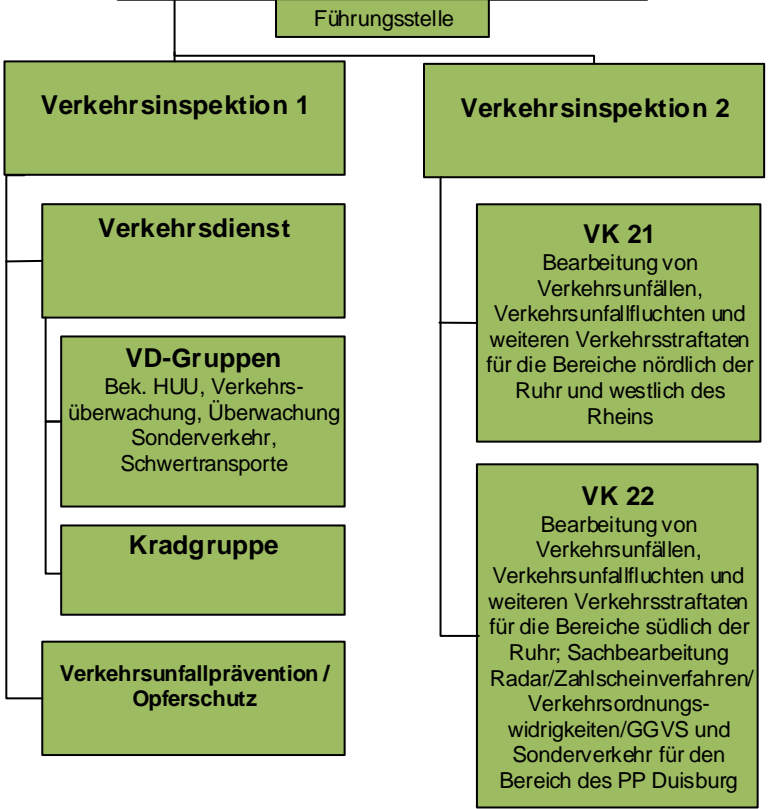 Führungsstelle
Verkehrsinspektion 1
Verkehrsdienst
VD-Gruppen
Bek. HUU, Verkehrs-
überwachung, Überwachung
Sonderverkehr,
Schwertransporte
Kradgruppe
Verkehrsunfallprävention /
Opferschutz
Verkehrsinspektion 2
VK 21
Bearbeitung von
Verkehrsunfällen,
Verkehrsunfallfluchten und
weiteren Verkehrsstraftaten
für die Bereiche nördlich der
Ruhr und westlich des
Rheins
VK 22
Bearbeitung von
Verkehrsunfällen,
Verkehrsunfallfluchten und
weiteren Verkehrsstraftaten
für die Bereiche südlich der
Ruhr; Sachbearbeitung
Radar/Zahlscheinverfahren/
Verkehrsordnungs-
widrigkeiten/GGVS und
Sonderverkehr für den
Bereich des PP Duisburg